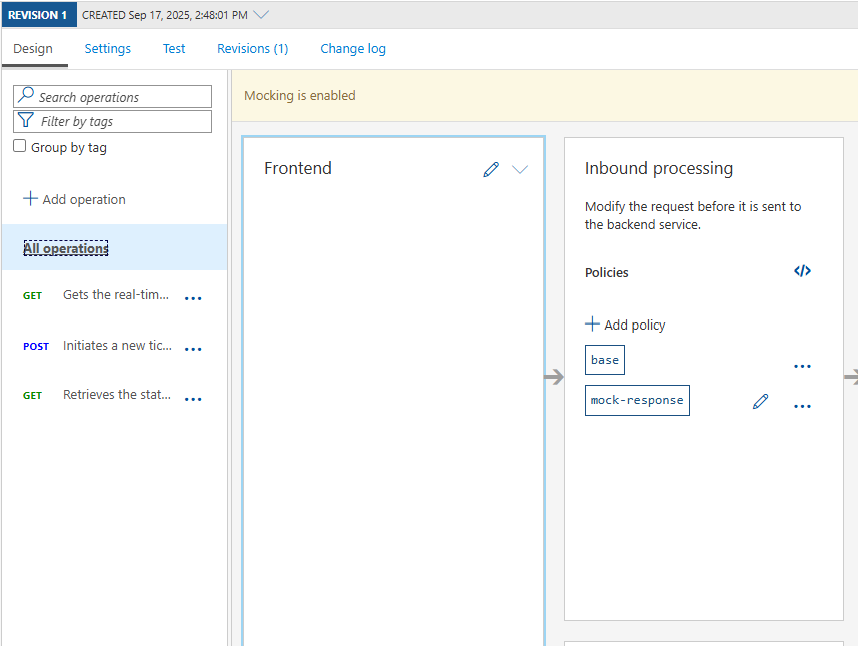 REVISION 1 CREATED Sep 17, 2025, 2:48:01 PM
Design Settings Test Revisions (1) Change log
Search operations
Filter by tags
Group by tag
Add operation
All operations
GET Gets the real-tim...
POST Initiates a new tic...
GET Retrieves the stat...
Mocking is enabled
Frontend
Inbound processing
Modify the request before it is sent to
the backend service.
Policies </>
Add policy
base
mock-response